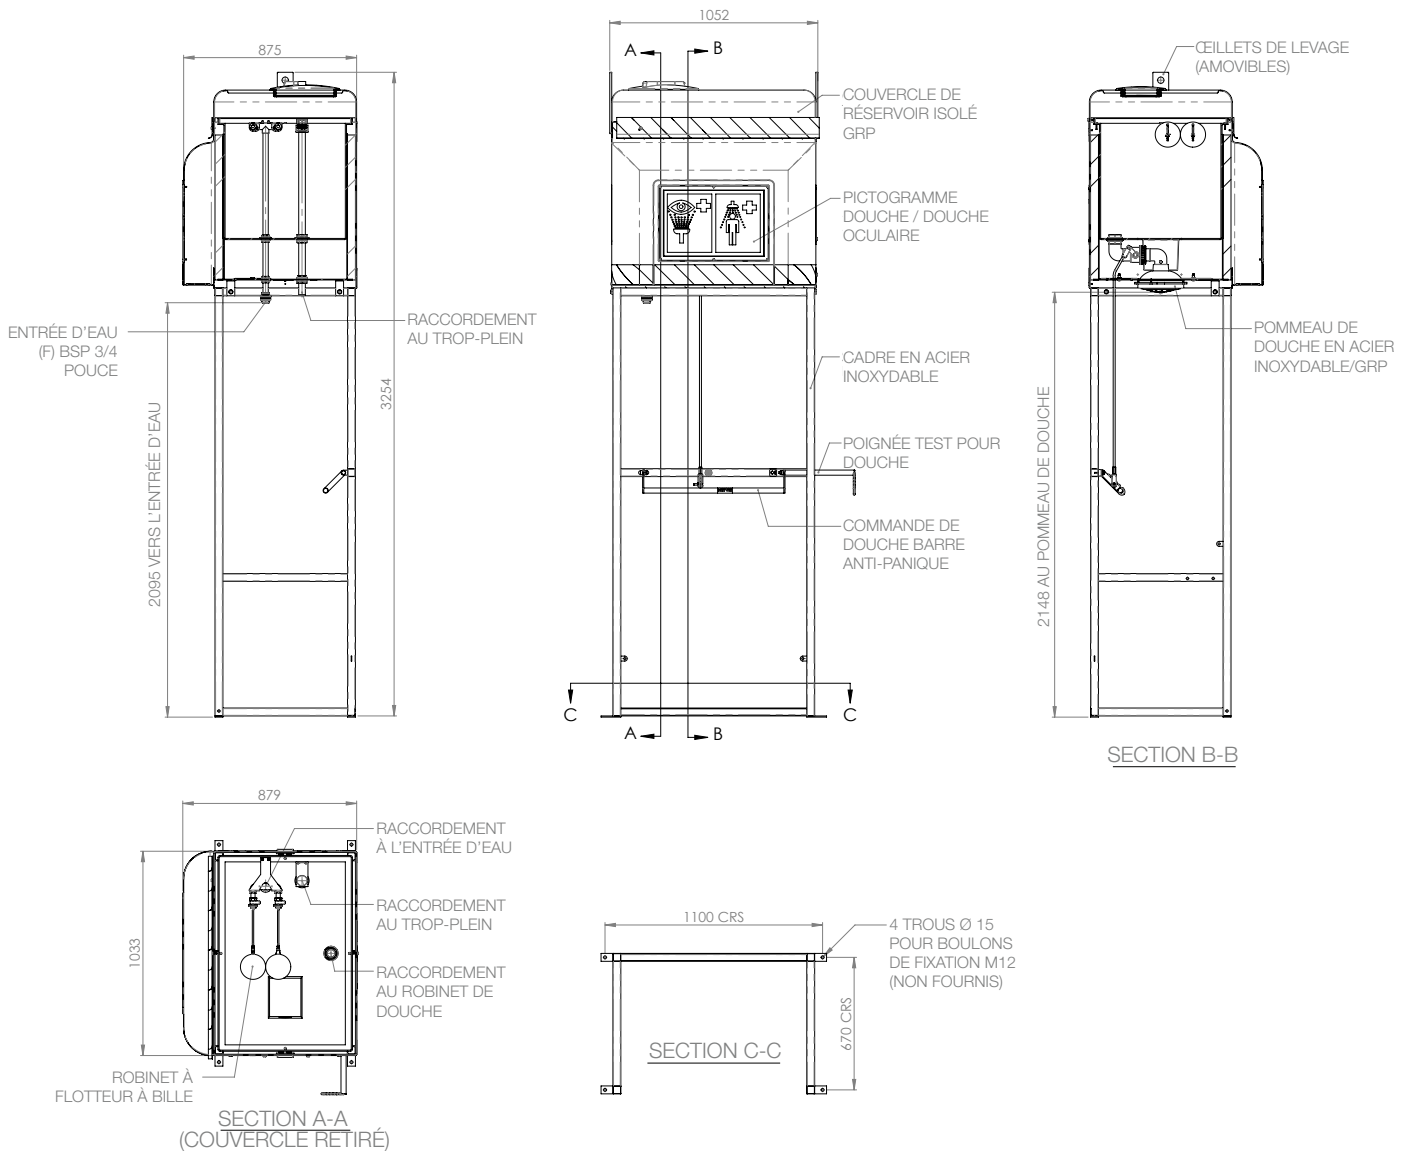 875
ENTRÉE D'EAU
(F) BSP 3/4
POUCE
RACCORDEMENT
AU TROP-PLEIN
3254
2095 VERS L'ENTRÉE D'EAU
1052
A
B
COUVERCLE DE
RÉSERVOIR ISOLÉ
GRP
PICTOGRAMME
DOUCHE / DOUCHE
OCULAIRE
CADRE EN ACIER
INOXYDABLE
POIGNÉE TEST POUR
DOUCHE
COMMANDE DE
DOUCHE BARRE
ANTI-PANIQUE
C
C
A
B
ŒILLETS DE LEVAGE
(AMOVIBLES)
POMMEAU DE
DOUCHE EN ACIER
INOXYDABLE/GRP
2148 AU POMMEAU DE DOUCHE
SECTION B-B
879
1033
RACCORDEMENT
À L'ENTRÉE D'EAU
RACCORDEMENT
AU TROP-PLEIN
RACCORDEMENT
AU ROBINET DE
DOUCHE
ROBINET À
FLOTTEUR À BILLE
SECTION A-A
(COUVERCLE RETIRÉ)
1100 CRS
4 TROUS Ø 15
POUR BOULONS
DE FIXATION M12
(NON FOURNIS)
670 CRS
SECTION C-C